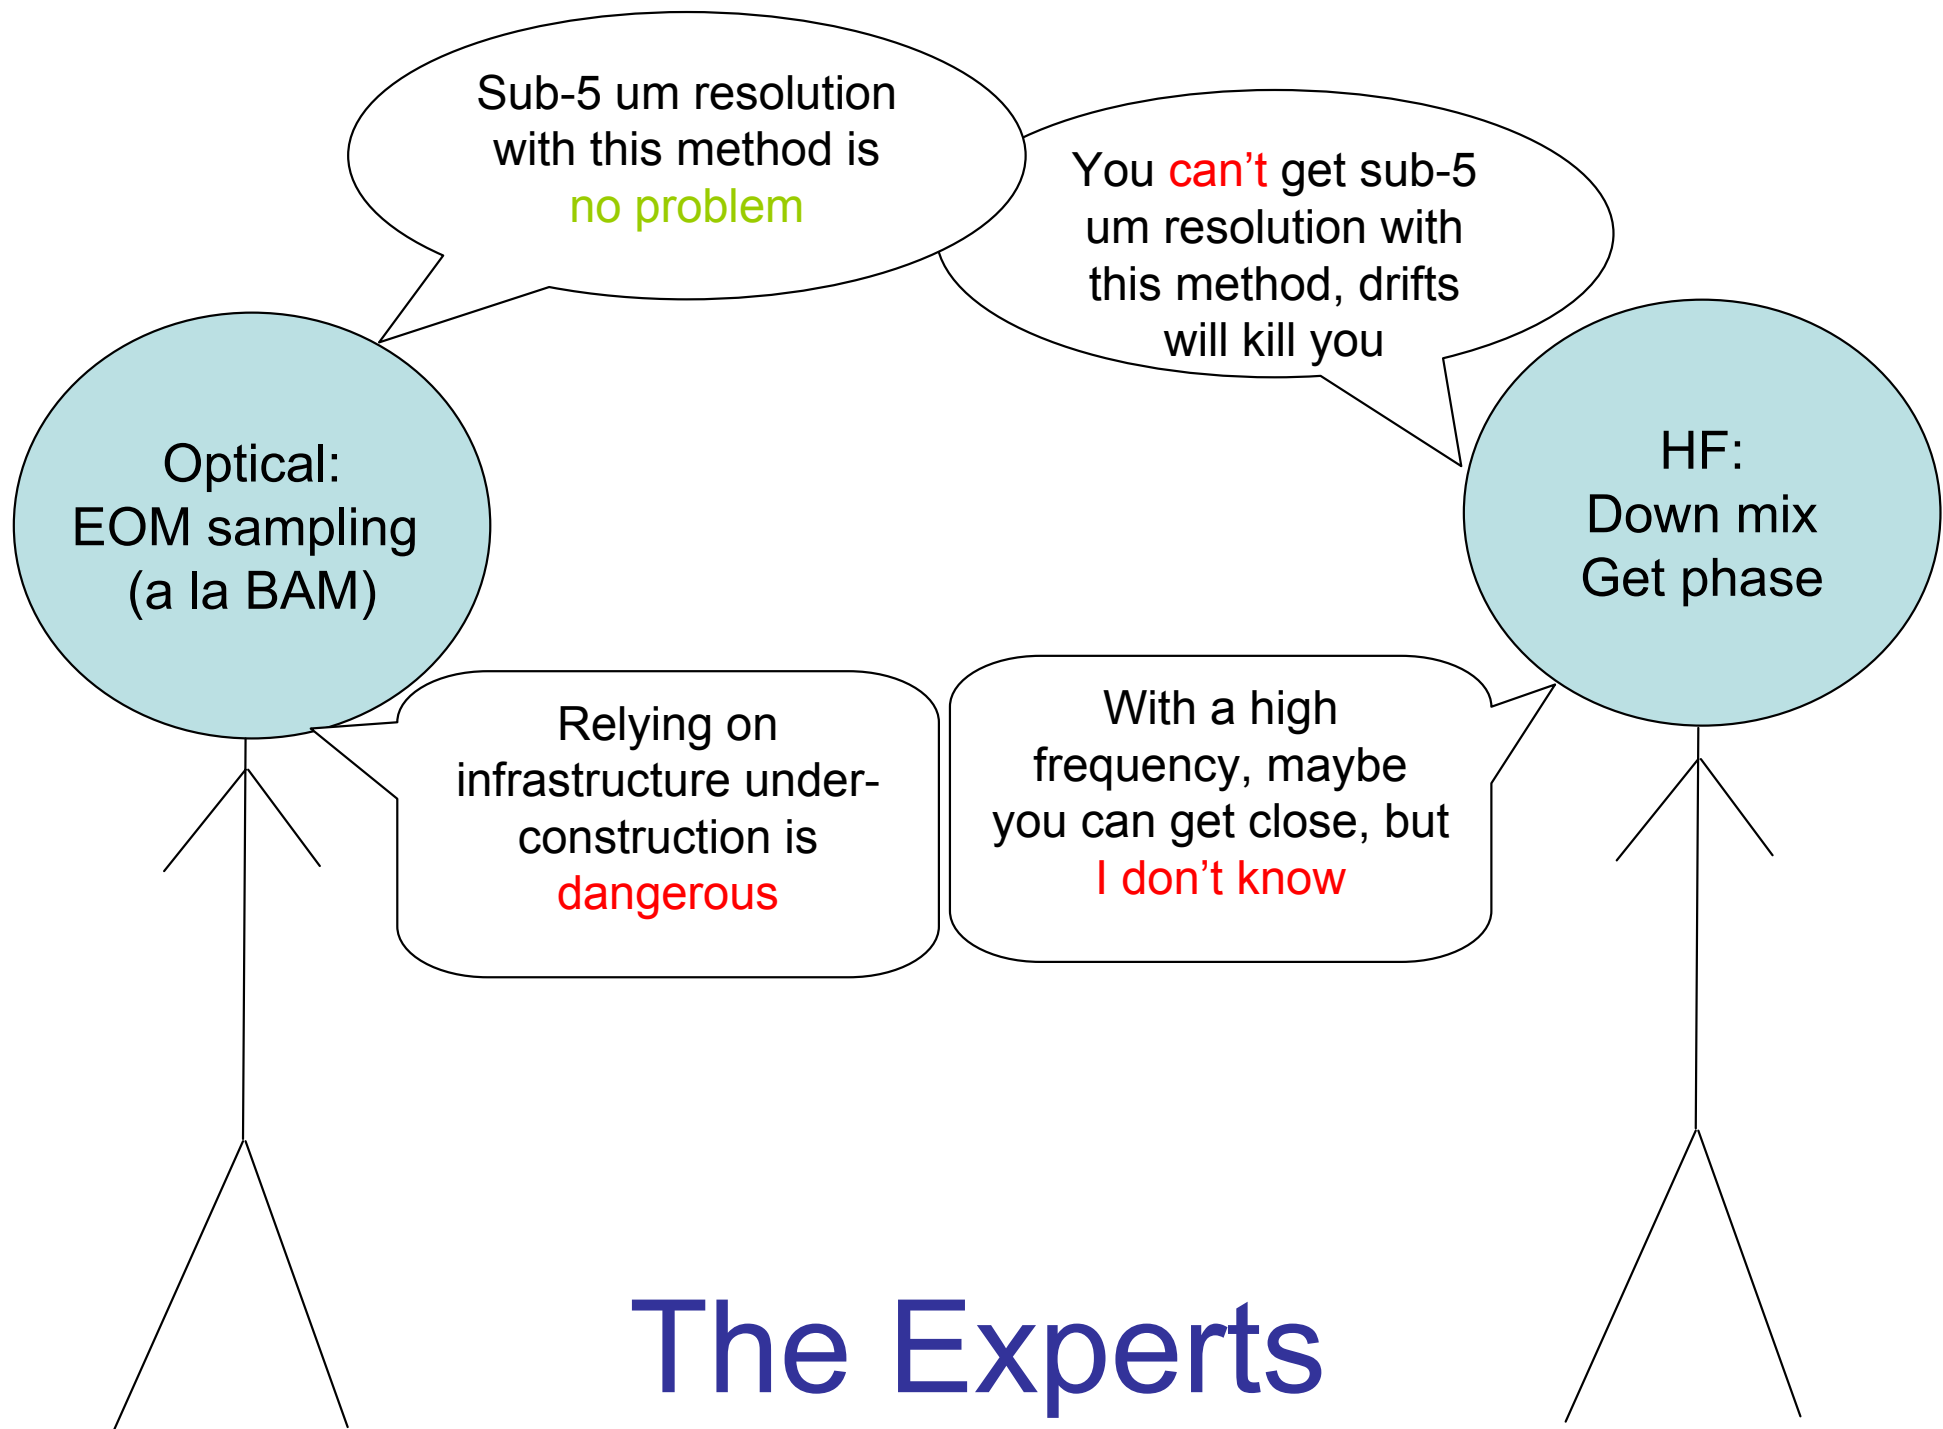 Sub-5 um resolution
with this method is
no problem
You can't get sub-5
um resolution with
this method, drifts
will kill you
Optical:
EOM sampling
(a la BAM)
HF:
Down mix
Get phase
Relying on
infrastructure under-
construction is
dangerous
With a high
frequency, maybe
you can get close, but
I don't know
The Experts